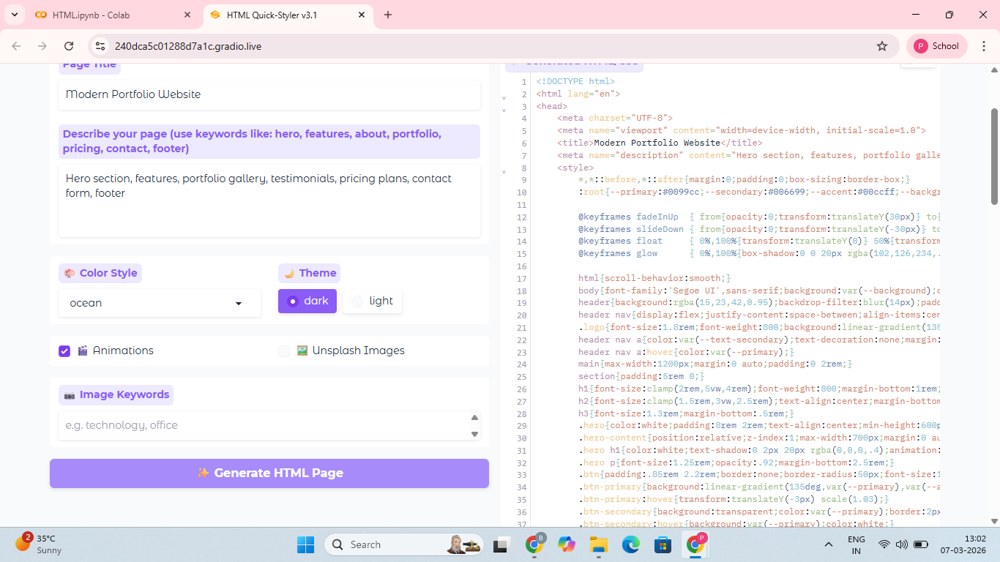 HTML.ipynb - Colab
HTML Quick-Styler v3.1
240dca5c01288d7a1c.gradio.live
School
P
Page Title
Modern Portfolio Website
Describe your page (use keywords like: hero, features, about, portfolio,
pricing, contact, footer)
Hero section, features, portfolio gallery, testimonials, pricing plans, contact
form, footer
Color Style
Theme
ocean
dark
light
Animations
Unsplash Images
Image Keywords
e.g. technology, office
Generate HTML Page
1 <!DOCTYPE html>
2 <html lang="en">
3 <head>
4 <meta charset="UTF-8">
5 <meta name="viewport" content="width=device-width, initial-scale=1.0">
6 <title>Modern Portfolio Website</title>
7 <meta name="description" content="Hero section, features, portfolio galle
8 <style>
9 *,*::before,*::after{margin:0;padding:0;box-sizing:border-box;}
10 :root{--primary:#0099cc;--secondary:#006699;--accent:#00ccff;--backgr
11
12 @keyframes fadeInUp { from{opacity:0;transform:translateY(30px)} to{
13 @keyframes slideDown { from{opacity:0;transform:translateY(-30px)} to
14 @keyframes float { 0%,100%{transform:translateY(0)} 50%{transform
15 @keyframes glow { 0%,100%{box-shadow:0 0 20px rgba(102,126,234,.
16
17 html{scroll-behavior:smooth;}
18 body{font-family:'Segoe UI',sans-serif;background:var(--background);c
19 header{background:rgba(15,23,42,0.95);backdrop-filter:blur(14px);padd
20 header nav{display:flex;justify-content:space-between;align-items:cen
21 .logo{font-size:1.8rem;font-weight:800;background:linear-gradient(135
22 header nav a{color:var(--text-secondary);text-decoration:none;margin:
23 header nav a:hover{color:var(--primary);}
24 main{max-width:1200px;margin:0 auto;padding:0 2rem;}
25 section{padding:5rem 0;}
26 h1{font-size:clamp(2rem,5vw,4rem);font-weight:800;margin-bottom:1rem;
27 h2{font-size:clamp(1.5rem,3vw,2.5rem);text-align:center;margin-bottom
28 h3{font-size:1.3rem;margin-bottom:.5rem;}
29 .hero{color:white;padding:8rem 2rem;text-align:center;min-height:600p
30 .hero-content{position:relative;z-index:1;max-width:700px;margin:0 au
31 .hero h1{color:white;text-shadow:0 2px 20px rgba(0,0,0,.4);animation:
32 .hero p{font-size:1.25rem;opacity:.92;margin-bottom:2.5rem;}
33 .btn{padding:.85rem 2.2rem;border:none;border-radius:50px;font-size:1
34 .btn-primary{background:linear-gradient(135deg,var(--primary),var(--a
35 .btn-primary:hover{transform:translateY(-3px) scale(1.03);}
36 .btn-secondary{background:transparent;color:var(--primary);border:2px
37 .btn-secondary:hover{background:var(--primary);color:white;}
2
35°C
Sunny
Search
B
P
ENG
IN
13:02
07-03-2026